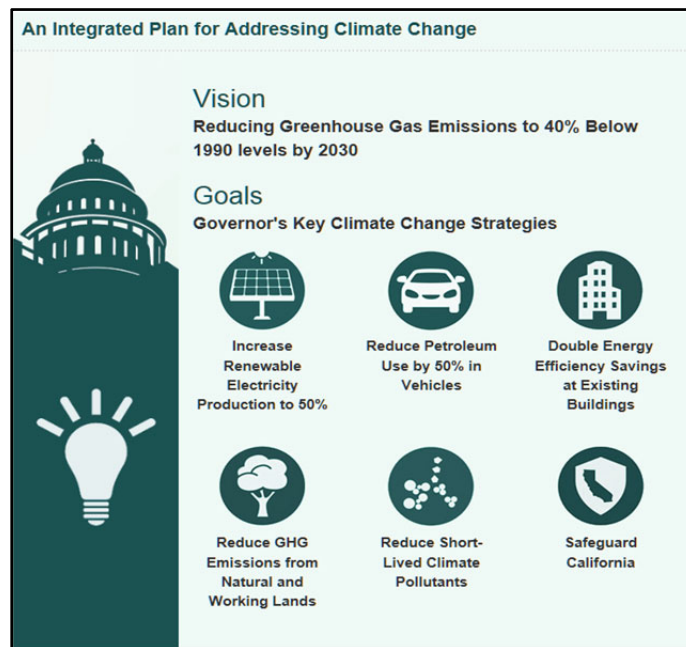 An Integrated Plan for Addressing Climate Change
Vision
Reducing Greenhouse Gas Emissions to 40% Below
1990 levels by 2030
Goals
Governor's Key Climate Change Strategies
Increase
Renewable
Electricity
Production to 50%
Reduce Petroleum
Use by 50% in
Vehicles
Double Energy
Efficiency Savings
at Existing
Buildings
Reduce GHG
Emissions from
Natural and
Working Lands
Reduce Short-
Lived Climate
Pollutants
Safeguard
California